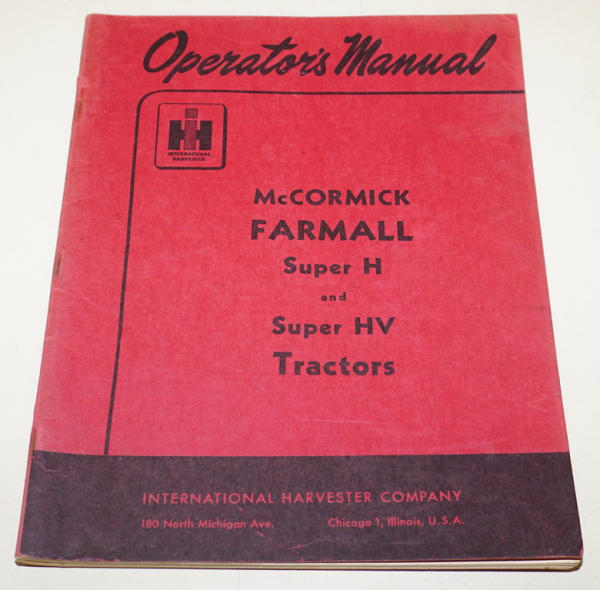 Operator's Manual
IH
INTERNATIONAL
HARVESTER
McCORMICK
FARMALL
Super H
and
Super HV
Tractors
INTERNATIONAL HARVESTER COMPANY
180 North Michigan Ave. Chicago 1, Illinois, U.S.A.